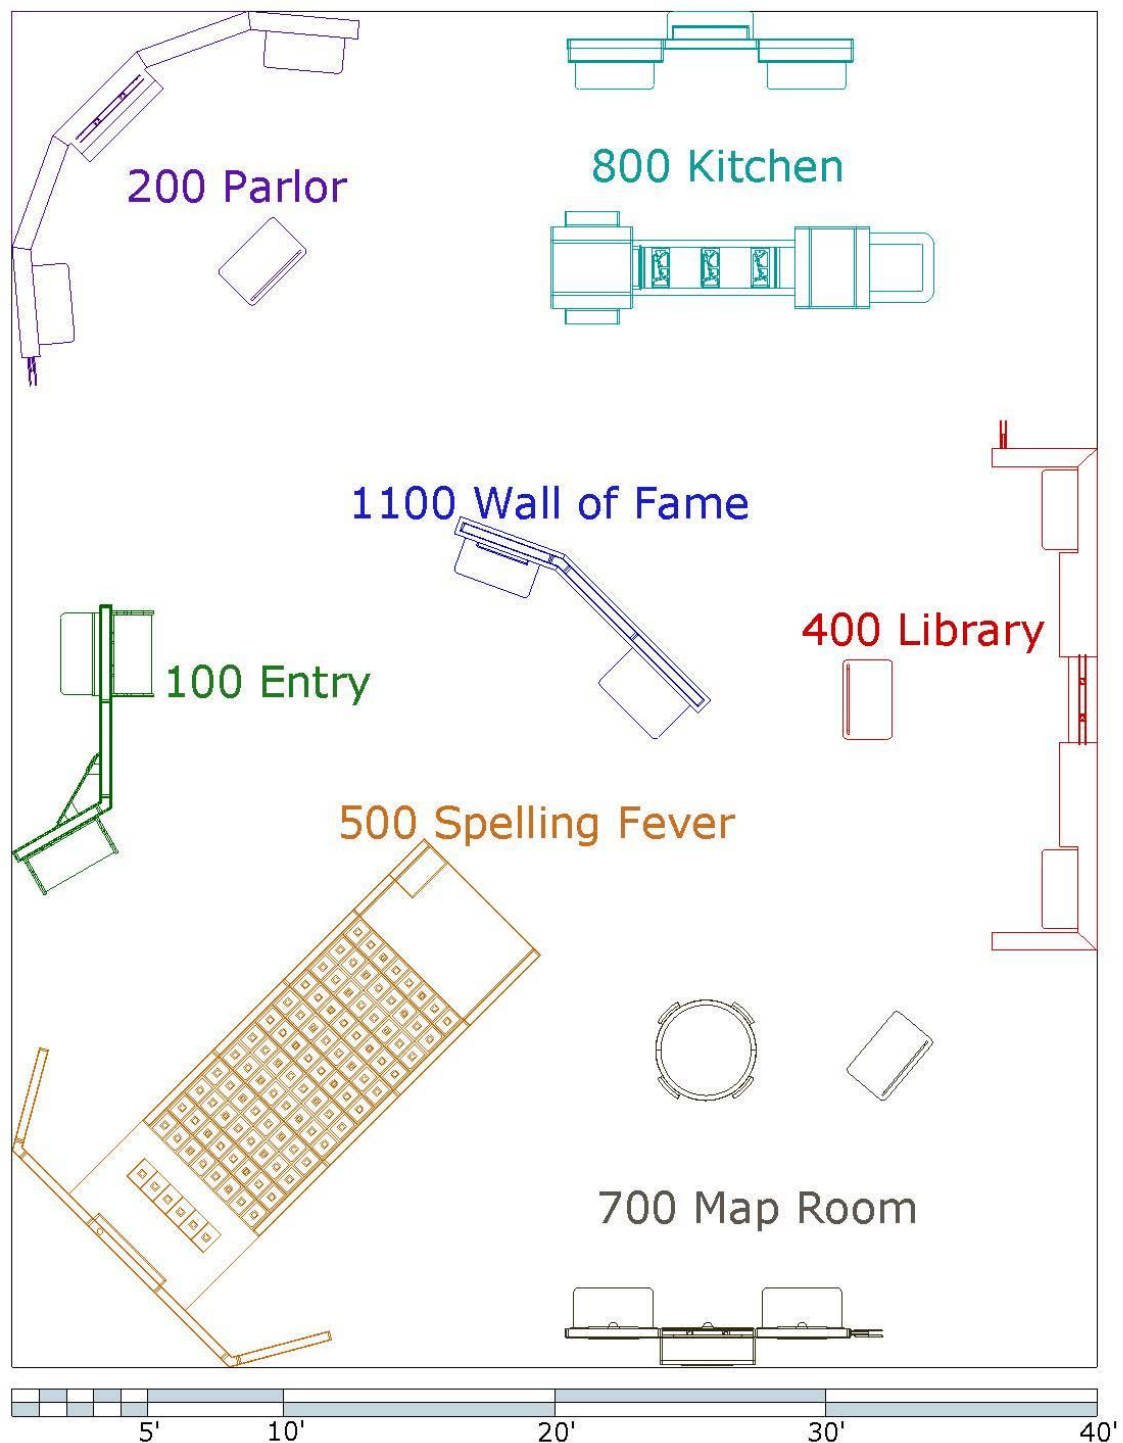 800 Kitchen
200 Parlor
1100 Wall of Fame
400 Library
100 Entry
500 Spelling Fever
700 Map Room
5' 10' 20' 30' 40'